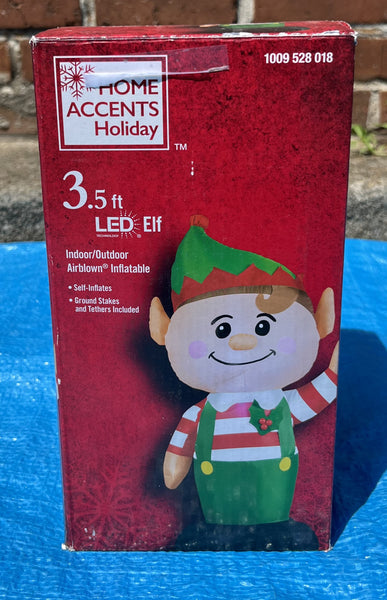 1009 528 018
HOME
ACCENTS
Holiday
TM
3.5 ft
LED Elf
TECHNOLOGY ®
Indoor/Outdoor
Airblown® Inflatable
• Self-Inflates
• Ground Stakes
and Tethers Included